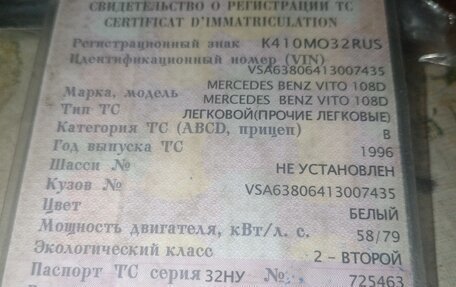 СВИДЕТЕЛЬСТВО О РЕГИСТРАЦИИ ТС
CERTIFICAT D'IMMATRICULATION
Регистрационный знак К410МО32RUS
Идентификационный номер (VIN)
VSA63806413007435
MERCEDES BENZ VITO 108D
Марка, модель MERCEDES BENZ VITO 108D
Тип ТС ЛЕГКОВОЙ(ПРОЧИЕ ЛЕГКОВЫЕ)
Категория ТС (ABCD, прицеп) B
Год выпуска ТС 1996
Шасси № НЕ УСТАНОВЛЕН
Кузов № VSA63806413007435
Цвет БЕЛЫЙ
Мощность двигателя, кВт/л. с. 58/79
Экологический класс 2 – ВТОРОЙ
Паспорт ТС серия 32НУ № 725463